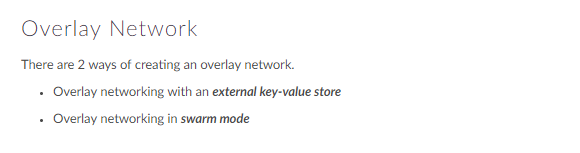 Overlay Network
There are 2 ways of creating an overlay network.
• Overlay networking with an external key-value store
• Overlay networking in swarm mode